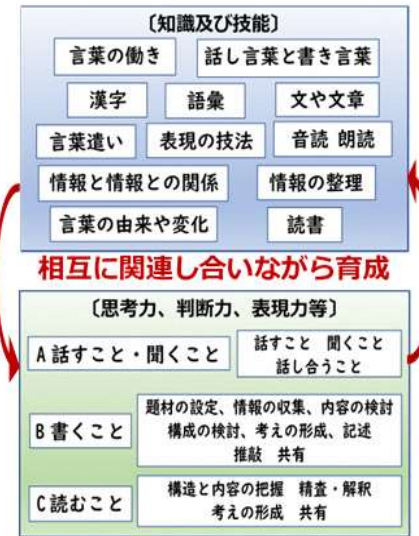 〔知識及び技能〕
言葉の働き 話し言葉と書き言葉
漢字 語彙 文や文章
言葉遣い 表現の技法 音読 朗読
情報と情報との関係 情報の整理
言葉の由来や変化 読書
相互に関連し合いながら育成
〔思考力、判断力、表現力等〕
A話すこと・聞くこと
話すこと 聞くこと
話し合うこと
B書くこと
題材の設定、情報の収集、内容の検討
構成の検討、考えの形成、記述
推敲 共有
C読むこと
構造と内容の把握 精査・解釈
考えの形成 共有